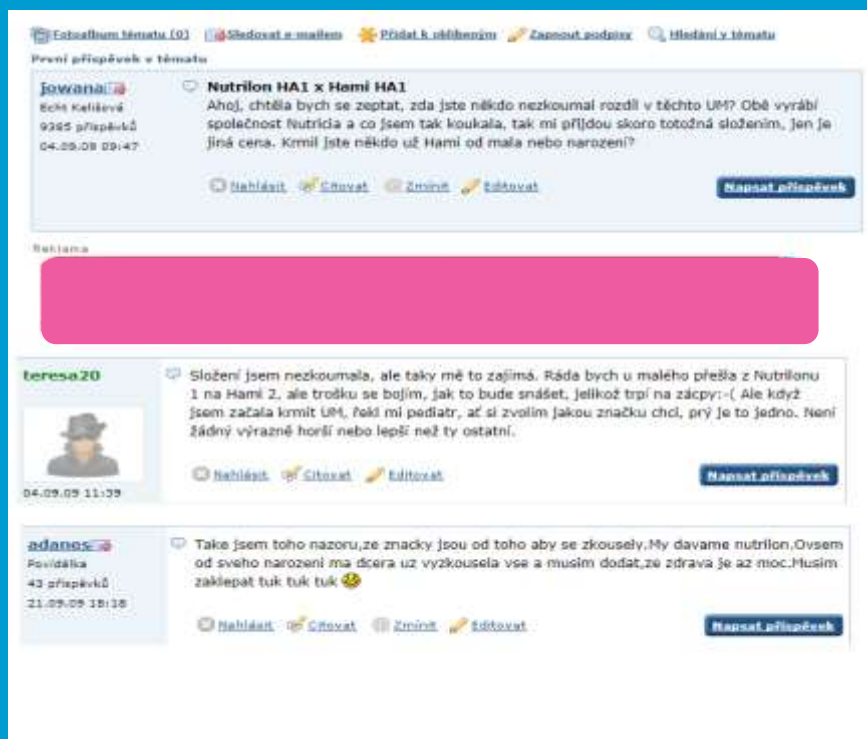 Fotoalbum tématu (0) Sledovat e-mailem Přidat k oblíbeným Zapnout podpisy Hledání v tématu
První příspěvek v tématu
jowana
Echt Kelišová
9385 příspěvků
04.09.09 09:47
Nutrilon HA1 x Hami HA1
Ahoj, chtěla bych se zeptat, zda jste někdo nezkoumal rozdíl v těchto UM? Obě vyrábí
společnost Nutricia a co jsem tak koukala, tak mi přijdou skoro totožná složením, jen je
jiná cena. Krmil jste někdo už Hami od mala nebo narození?
Nahlásit Citovat Zmínit Editovat Napsat příspěvek
Reklama
teresa20
04.09.09 11:39
Složení jsem nezkoumala, ale taky mě to zajímá. Ráda bych u malého přešla z Nutrilonu
1 na Hami 2, ale trošku se bojím, jak to bude snášet, jelikož trpí na zácpy:-( Ale když
jsem začala krmit UM, řekl mi pediatr, ať si zvolím jakou značku chci, prý je to jedno. Není
žádný výrazně horší nebo lepší než ty ostatní.
Nahlásit Citovat Editovat Napsat příspěvek
adanos
Povídálka
43 příspěvků
21.09.09 18:18
Take jsem toho nazoru,ze znacky jsou od toho aby se zkousely.My davame nutrilon.Ovsem
od sveho narozeni ma dcera uz vyzkousela vse a musim dodat,ze zdrava je az moc.Musim
zaklepat tuk tuk tuk
Nahlásit Citovat Zmínit Editovat Napsat příspěvek